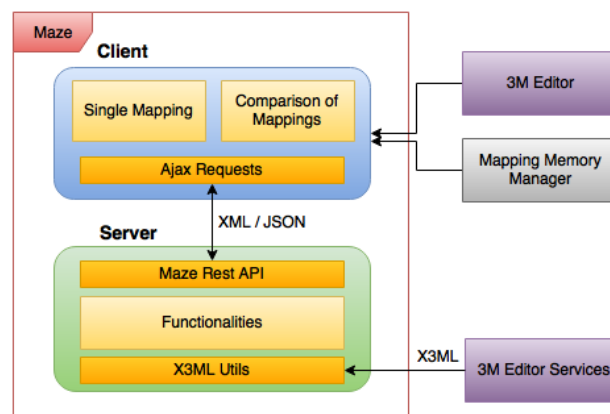 Maze
Client
Single Mapping
Comparison of
Mappings
Ajax Requests
3M Editor
Mapping Memory
Manager
XML / JSON
Server
Maze Rest API
Functionalities
X3ML Utils
X3ML
3M Editor Services